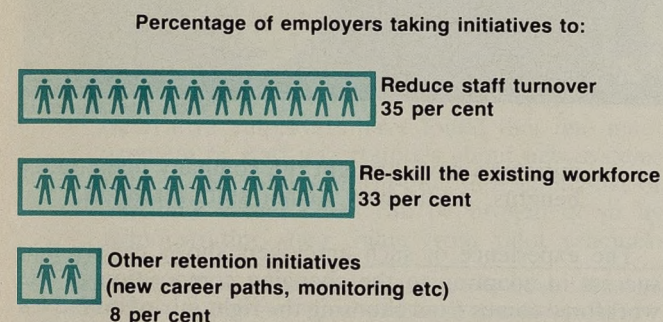 Percentage of employers taking initiatives to:
Reduce staff turnover
35 per cent
Re-skill the existing workforce
33 per cent
Other retention initiatives
(new career paths, monitoring etc)
8 per cent